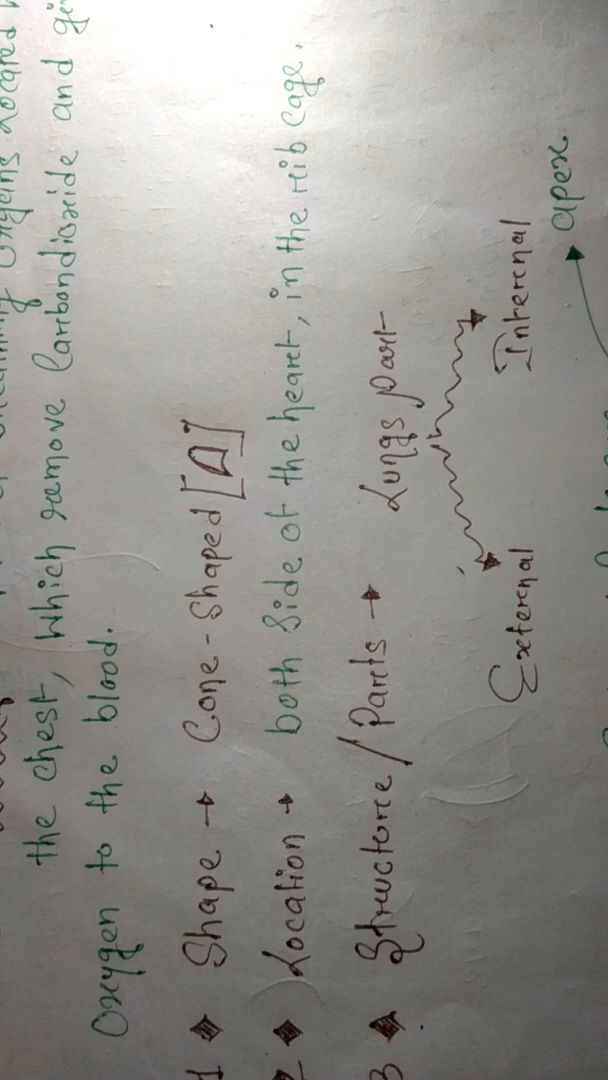 the chest, Which remove Carbondioxide and
Oxygen to the blood.
1 ◆ Shape → Cone-Shaped [△]
2 ◆ Location → both Side of the heart, in the rib cage.
3 ◆ Structure / Parts → Lungs part
External Internal
apex